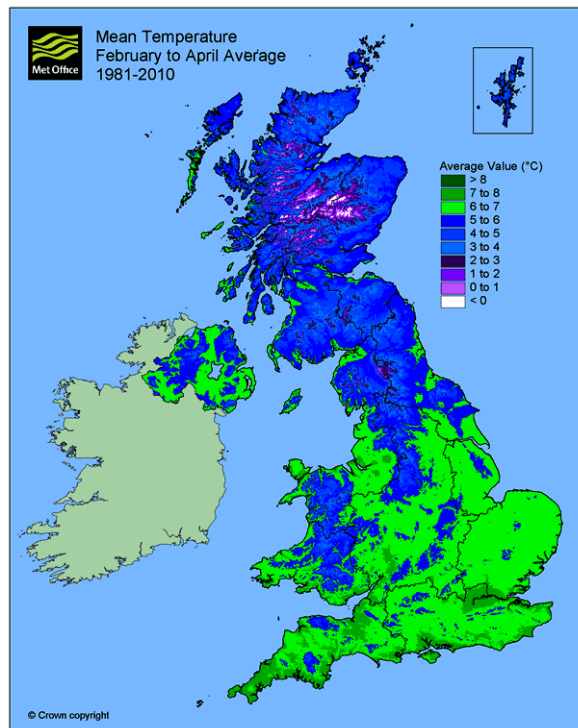 Met Office
Mean Temperature
February to April Average
1981-2010
Average Value (°C)
> 8
7 to 8
6 to 7
5 to 6
4 to 5
3 to 4
2 to 3
1 to 2
0 to 1
< 0
© Crown copyright